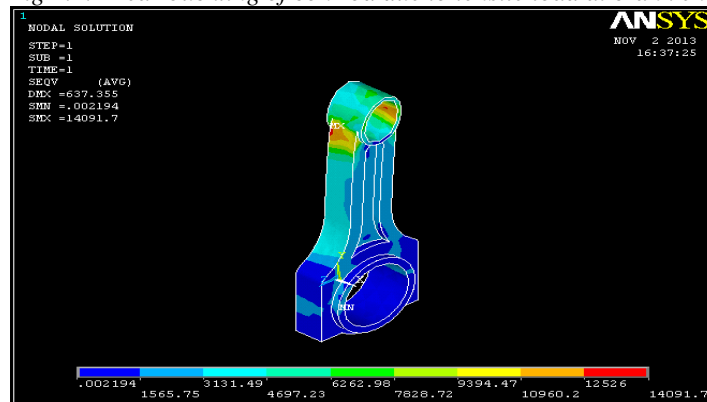 1
NODAL SOLUTION
STEP=1
SUB =1
TIME=1
SEQV     (AVG)
DMX =637.355
SMN =.002194
SMX =14091.7
ANSYS
NOV  2 2013
16:37:25
MX
Y
Z
X
MN
.002194 3131.49 6262.98 9394.47 12526
1565.75 4697.23 7828.72 10960.2 14091.7